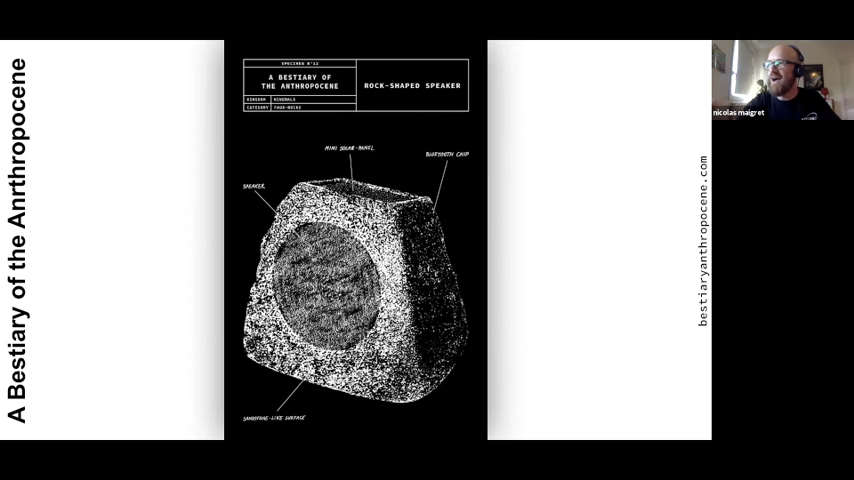 A Bestiary of the Anrthropocene
SPECIMEN N°12
A BESTIARY OF
THE ANTHROPOCENE
ROCK-SHAPED SPEAKER
KINGDOM MINERALS
CATEGORY FAUX-ROCKS
MINI SOLAR-PANEL
BLUETOOTH CHIP
SPEAKER
SANDSTONE-LIKE SURFACE
bestiaryanthropocene.com
nicolas maigret